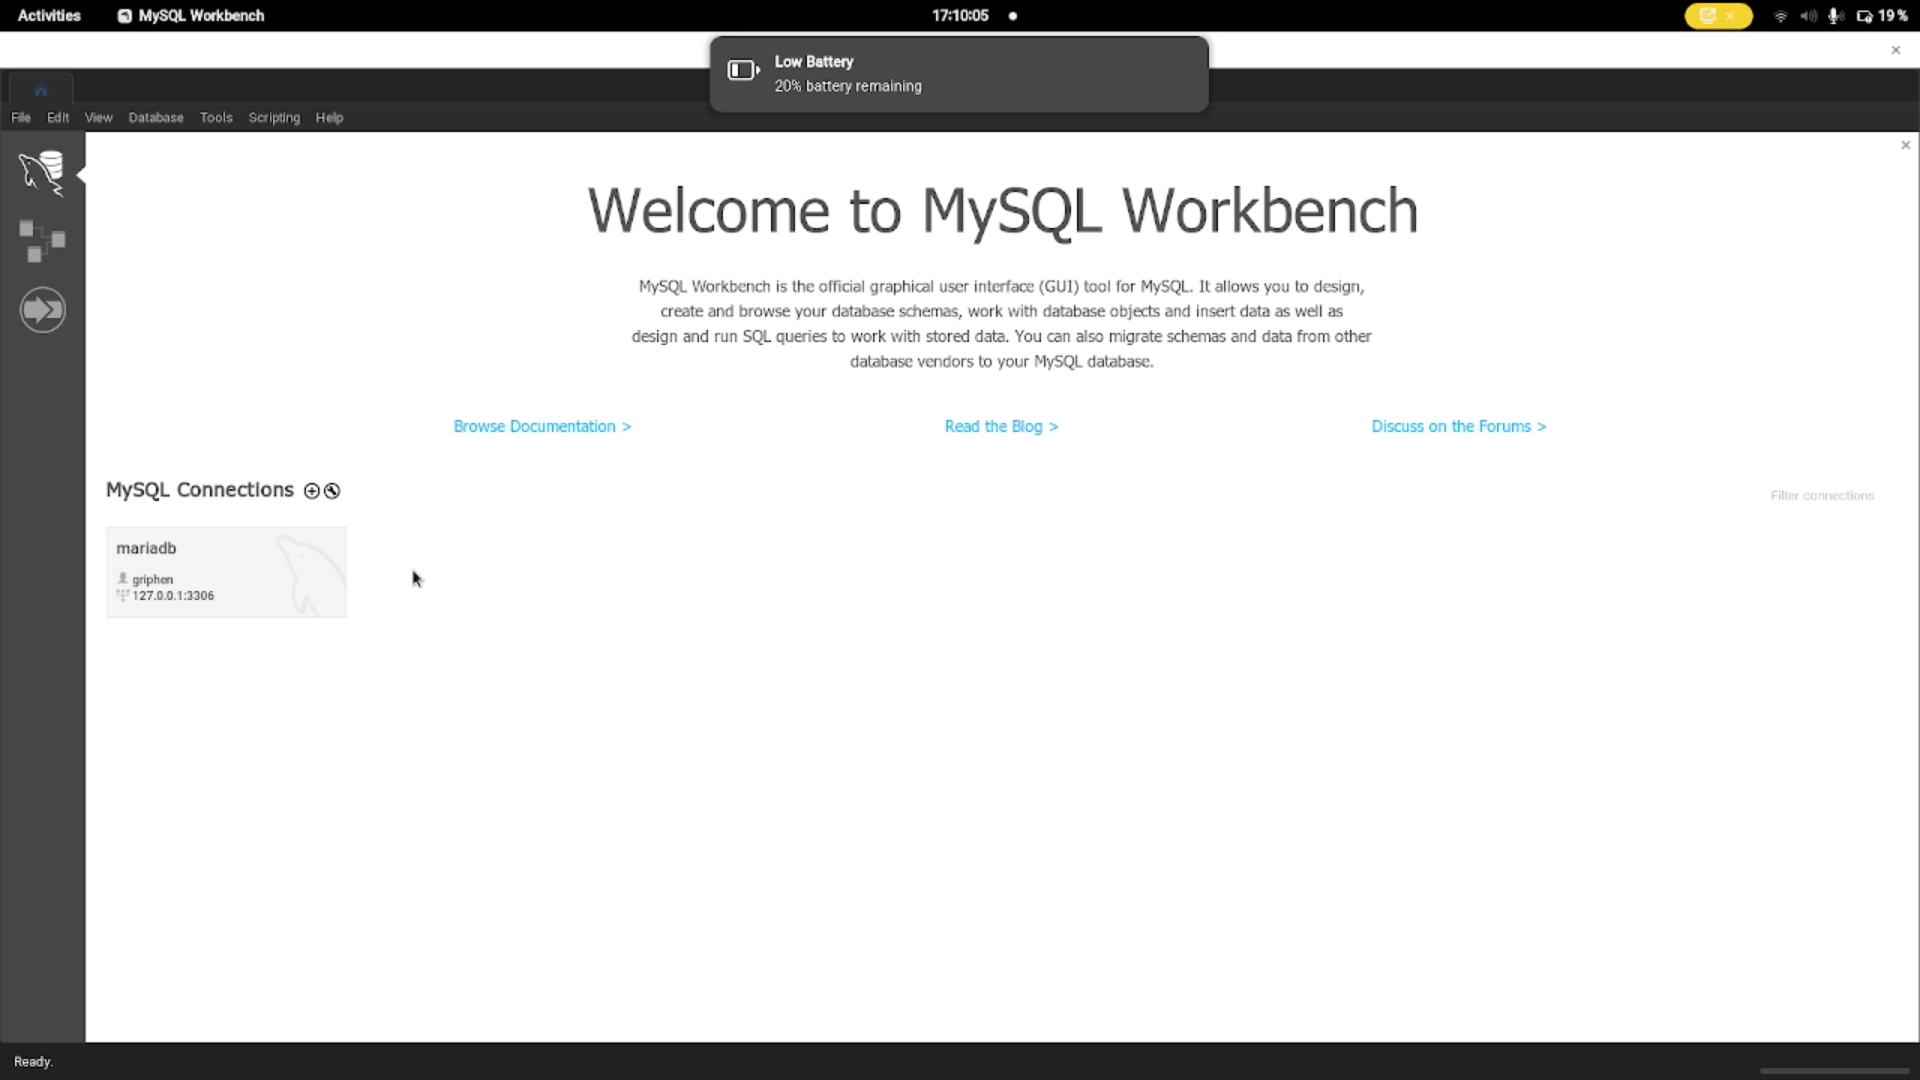 Activities MySQL Workbench 17:10:05 19 %
Low Battery
20% battery remaining
File Edit View Database Tools Scripting Help
Welcome to MySQL Workbench
MySQL Workbench is the official graphical user interface (GUI) tool for MySQL. It allows you to design,
create and browse your database schemas, work with database objects and insert data as well as
design and run SQL queries to work with stored data. You can also migrate schemas and data from other
database vendors to your MySQL database.
Browse Documentation > Read the Blog > Discuss on the Forums >
MySQL Connections
Filter connections
mariadb
griphen
127.0.0.1:3306
Ready.